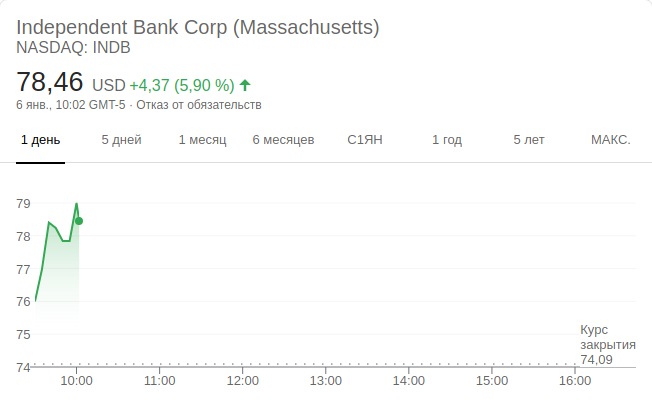 Independent Bank Corp (Massachusetts)
NASDAQ: INDB
78,46 USD +4,37 (5,90 %)
6 янв., 10:02 GMT-5 · Отказ от обязательств
1 день 5 дней 1 месяц 6 месяцев С1ЯН 1 год 5 лет МАКС.
79
78
77
76
75
74
Курс
закрытия
74,09
10:00 11:00 12:00 13:00 14:00 15:00 16:00